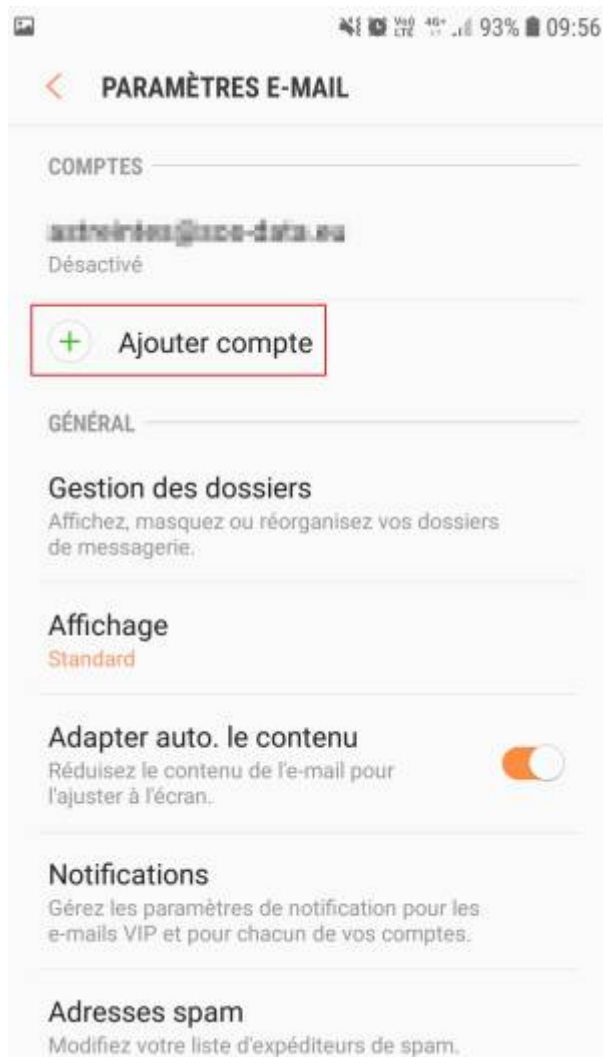 93% 09:56
PARAMÈTRES E-MAIL
COMPTES
Désactivé
Ajouter compte
GÉNÉRAL
Gestion des dossiers
Affichez, masquez ou réorganisez vos dossiers
de messagerie.
Affichage
Standard
Adapter auto. le contenu
Réduisez le contenu de l'e-mail pour
l'ajuster à l'écran.
Notifications
Gérez les paramètres de notification pour les
e-mails VIP et pour chacun de vos comptes.
Adresses spam
Modifiez votre liste d'expéditeurs de spam.